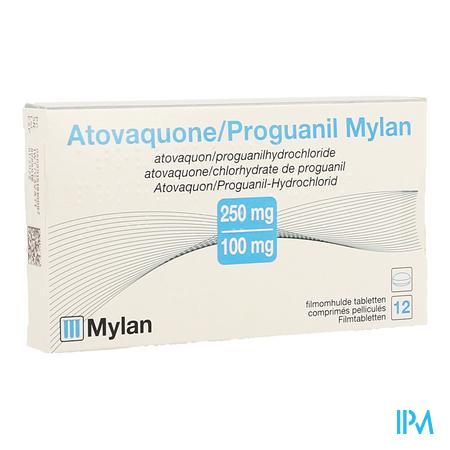 Atovaquone/Proguanil Mylan
atovaquon/proguanilhydrochloride
atovaquone/chlorhydrate de proguanil
Atovaquon/Proguanil-Hydrochlorid
250 mg
100 mg
filmomhulde tabletten
comprimés pelliculés
Filmtabletten
12
Mylan
IPM